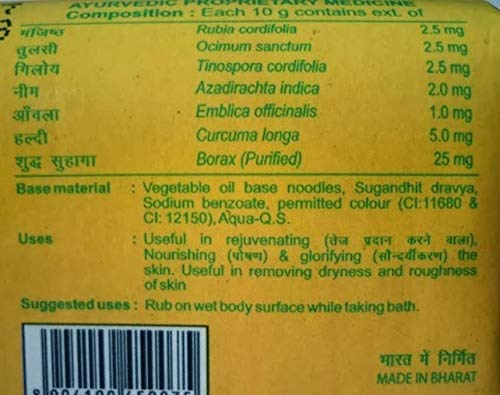 AYURVEDIC PROPRIETARY MEDICINE
Composition : Each 10 g contains ext. of
मंजिष्ठ Rubia cordifolia 2.5 mg
तुलसी Ocimum sanctum 2.5 mg
गिलोय Tinospora cordifolia 2.5 mg
नीम Azadirachta indica 2.0 mg
आँवला Emblica officinalis 1.0 mg
हल्दी Curcuma longa 5.0 mg
शुद्ध सुहागा Borax (Purified) 25 mg
Base material : Vegetable oil base noodles, Sugandhit dravya,
Sodium benzoate, permitted colour (CI:11680 &
CI: 12150), Aqua-Q.S.
Uses : Useful in rejuvenating (तेज प्रदान करने वाला),
Nourishing (पोषण) & glorifying (सौन्दर्यीकरण) the
skin. Useful in removing dryness and roughness
of skin
Suggested uses : Rub on wet body surface while taking bath.
भारत में निर्मित
MADE IN BHARAT